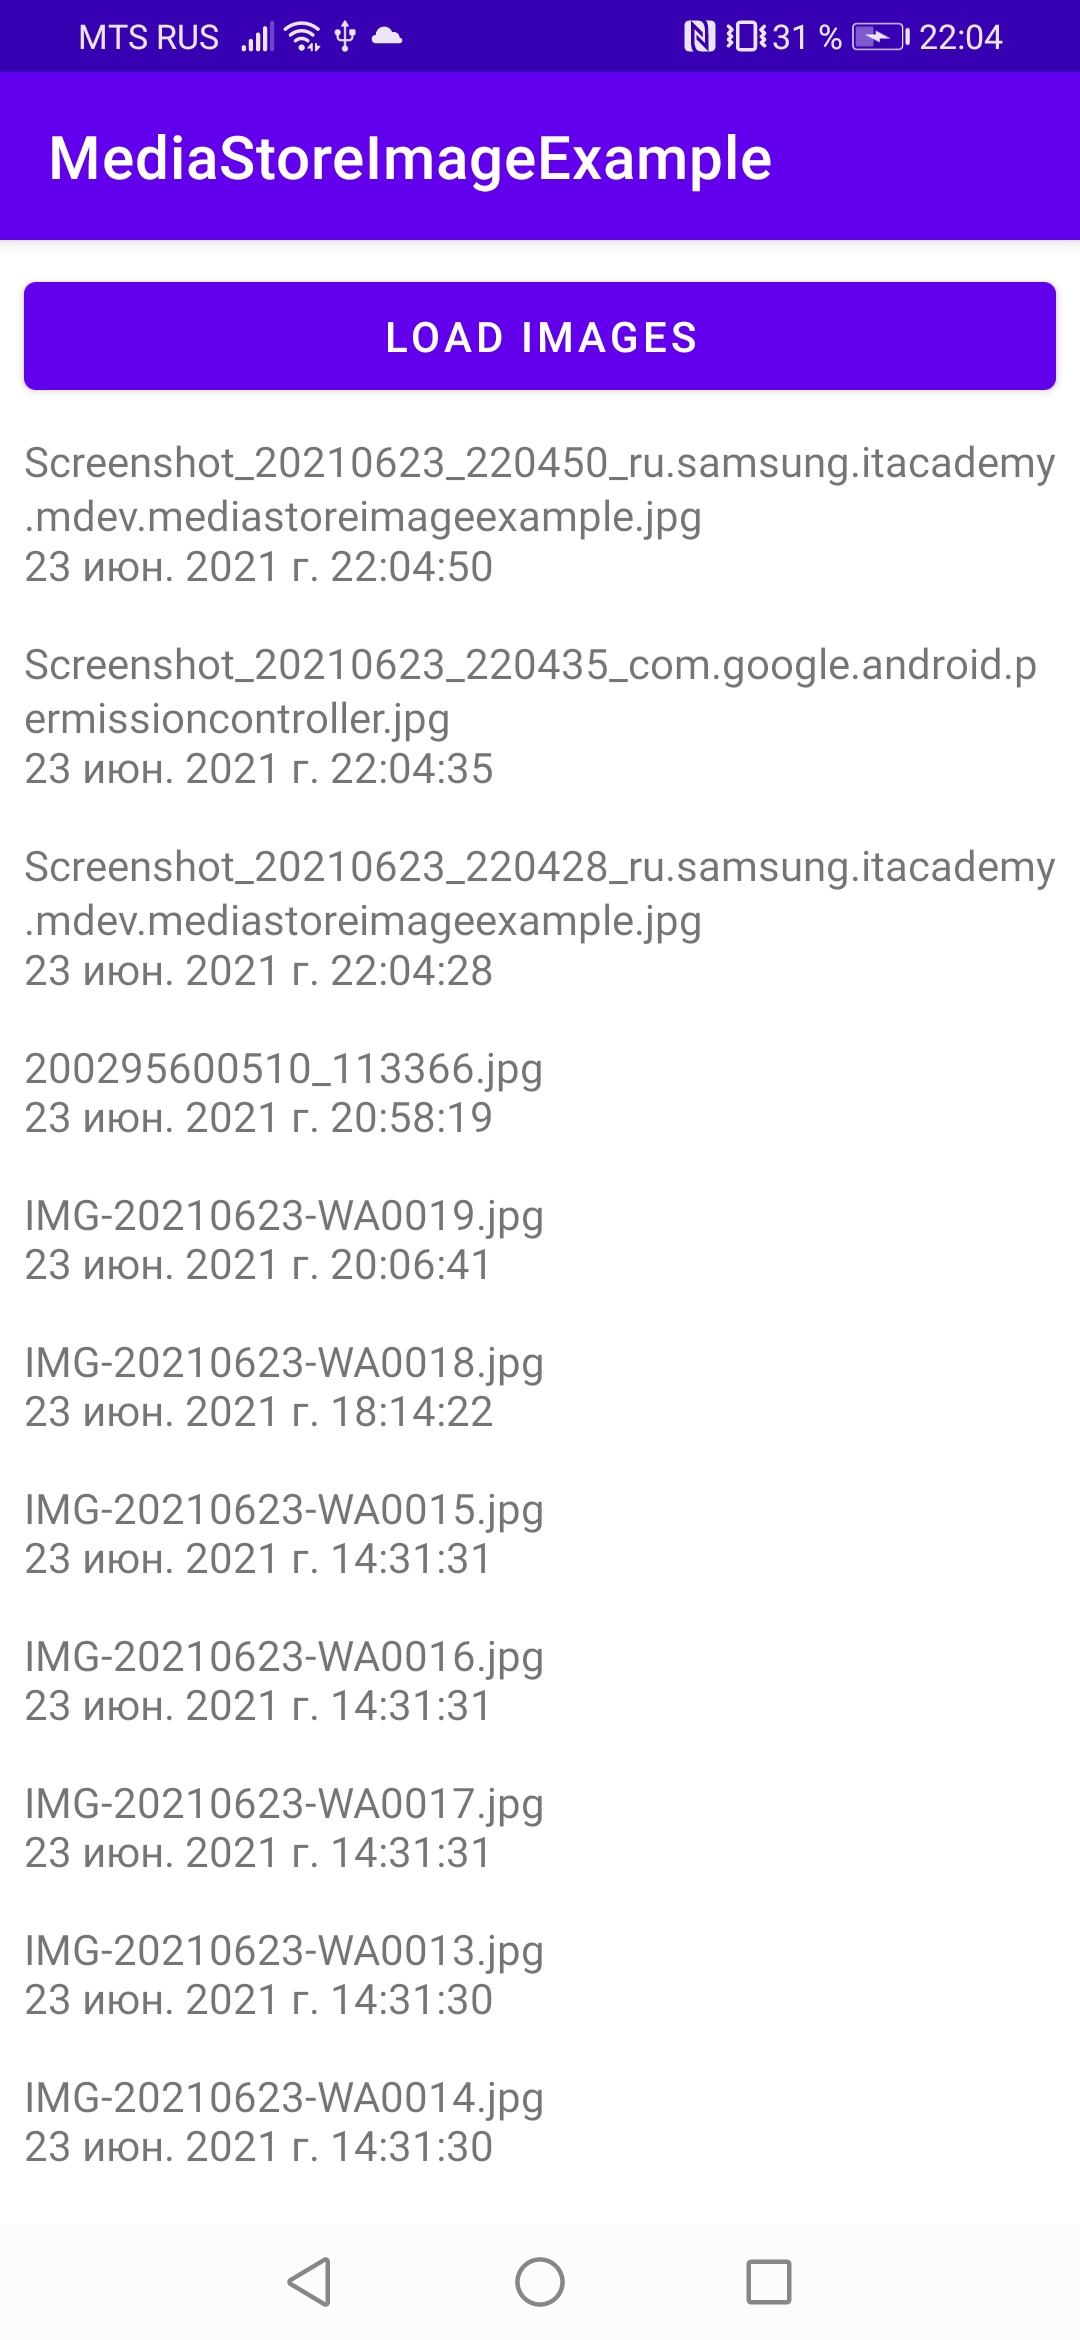 MTS RUS 31 % 22:04
MediaStoreImageExample
LOAD IMAGES
Screenshot_20210623_220450_ru.samsung.itacademy
.mdev.mediastoreimageexample.jpg
23 июн. 2021 г. 22:04:50
Screenshot_20210623_220435_com.google.android.p
ermissioncontroller.jpg
23 июн. 2021 г. 22:04:35
Screenshot_20210623_220428_ru.samsung.itacademy
.mdev.mediastoreimageexample.jpg
23 июн. 2021 г. 22:04:28
200295600510_113366.jpg
23 июн. 2021 г. 20:58:19
IMG-20210623-WA0019.jpg
23 июн. 2021 г. 20:06:41
IMG-20210623-WA0018.jpg
23 июн. 2021 г. 18:14:22
IMG-20210623-WA0015.jpg
23 июн. 2021 г. 14:31:31
IMG-20210623-WA0016.jpg
23 июн. 2021 г. 14:31:31
IMG-20210623-WA0017.jpg
23 июн. 2021 г. 14:31:31
IMG-20210623-WA0013.jpg
23 июн. 2021 г. 14:31:30
IMG-20210623-WA0014.jpg
23 июн. 2021 г. 14:31:30